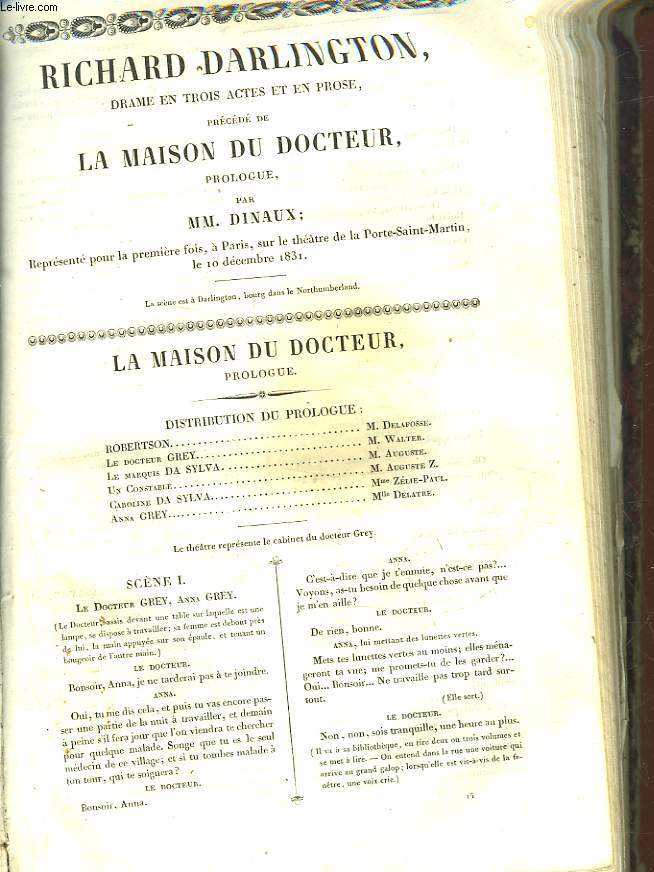 Le-livre.com
RICHARD DARLINGTON,
DRAME EN TROIS ACTES ET EN PROSE,
PRÉCÉDÉ DE
LA MAISON DU DOCTEUR,
PROLOGUE,
PAR
MM. DINAUX;
Représenté pour la première fois, à Paris, sur le théâtre de la Porte-Saint-Martin,
le 10 décembre 1831.
La scène est à Darlington, bourg dans le Northumberland.
LA MAISON DU DOCTEUR,
PROLOGUE.
DISTRIBUTION DU PROLOGUE :
ROBERTSON. M. DELAFOSSE.
LE DOCTEUR GREY. M. WALTER.
LE MARQUIS DA SYLVA. M. AUGUSTE.
UN CONSTABLE. M. AUGUSTE Z.
CAROLINE DA SYLVA. Mme ZÉLIE-PAUL.
ANNA GREY. Mlle DELATRE.
Le théâtre représente le cabinet du docteur Grey.
SCÈNE I.
LE DOCTEUR GREY, ANNA GREY.
(Le Docteur assis devant une table sur laquelle est une
lampe, se dispose à travailler; sa femme est debout près
de lui, la main appuyée sur son épaule, et tenant un
bougeoir de l'autre main.)
LE DOCTEUR.
Bonsoir, Anna, je ne tarderai pas à te joindre.
ANNA.
Oui, tu me dis cela, et puis tu vas encore pas-
ser une partie de la nuit à travailler, et demain
à peine s'il fera jour que l'on viendra te chercher
pour quelque malade. Songe que tu es le seul
médecin de ce village; et si tu tombes malade à
ton tour, qui te soignera?
LE DOCTEUR.
Bonsoir, Anna.
ANNA.
C'est-à-dire que je t'ennuie, n'est-ce pas?...
Voyons, as-tu besoin de quelque chose avant que
je m'en aille?
LE DOCTEUR.
De rien, bonne.
ANNA, lui mettant des lunettes vertes.
Mets tes lunettes vertes au moins; elles ména-
geront ta vue; me promets-tu de les garder?...
Oui... Bonsoir... Ne travaille pas trop tard sur-
tout.
(Elle sort.)
LE DOCTEUR.
Non, non, sois tranquille, une heure au plus.
(Il va à sa bibliothèque, en tire deux ou trois volumes et
se met à lire. — On entend dans la rue une voiture qui
arrive au grand galop; lorsqu'elle est vis-à-vis de la fe-
nêtre, une voix crie.)